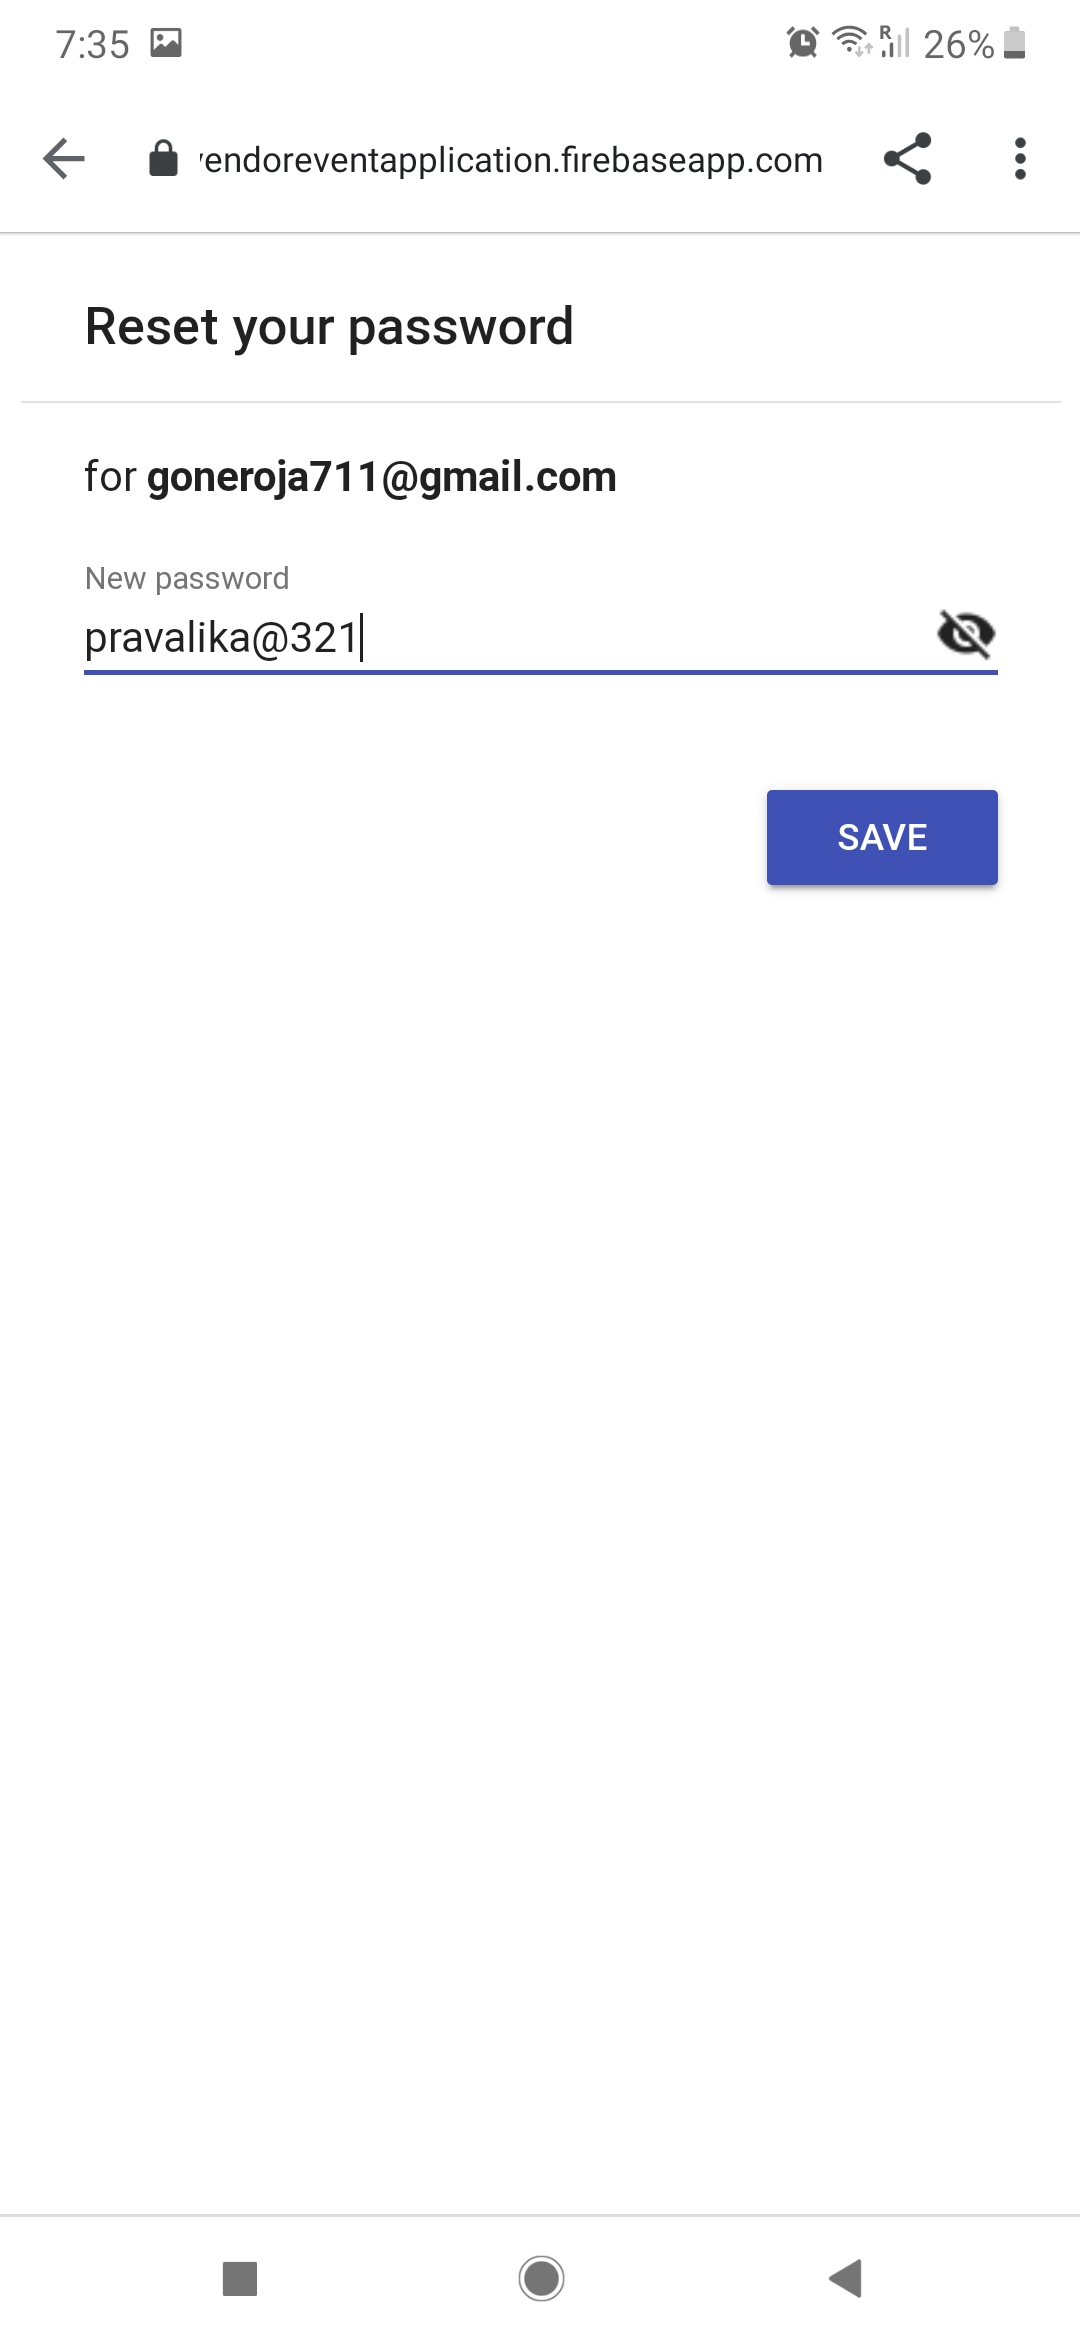 7:35 R 26%
endoreventapplication.firebaseapp.com
Reset your password
for goneroja711@gmail.com
New password
pravalika@321
SAVE